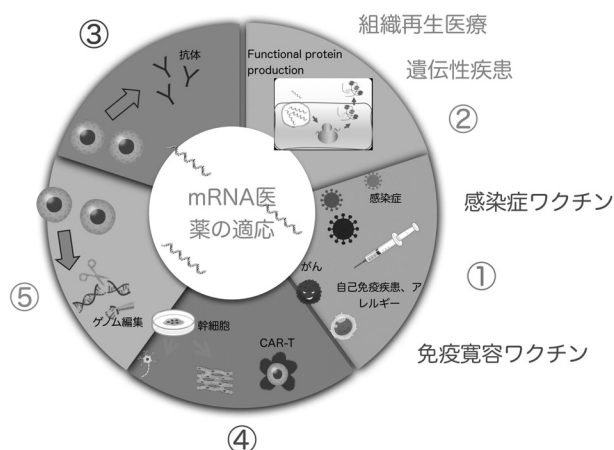 ③
抗体
Functional protein
production
組織再生医療
遺伝性疾患
②
mRNA医
薬の適応
感染症
感染症ワクチン
がん
自己免疫疾患、ア
レルギー
①
免疫寛容ワクチン
⑤
ゲノム編集
幹細胞
CAR-T
④